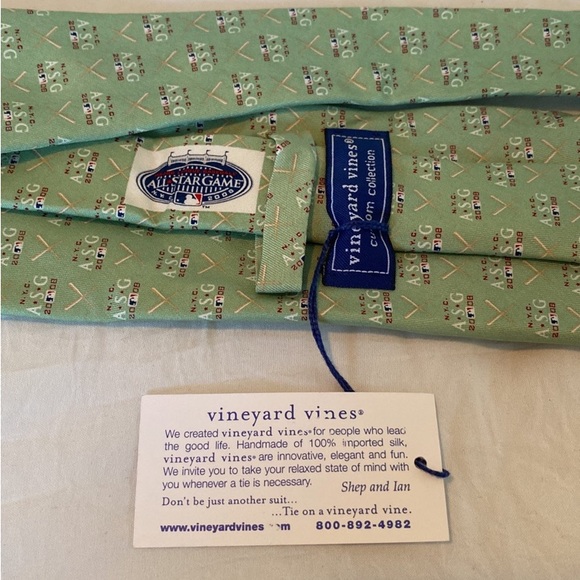 N.Y.C.
ASG
2008
ALL-STAR GAME
N.Y.C. 2008
vineyard vines®
custom collection
vineyard vines®
We created vineyard vines® for people who lead
the good life. Handmade of 100% imported silk,
vineyard vines® are innovative, elegant and fun.
We invite you to take your relaxed state of mind with
you whenever a tie is necessary.
Shep and Ian
Don't be just another suit...
...Tie on a vineyard vine.
www.vineyardvines.com
800-892-4982